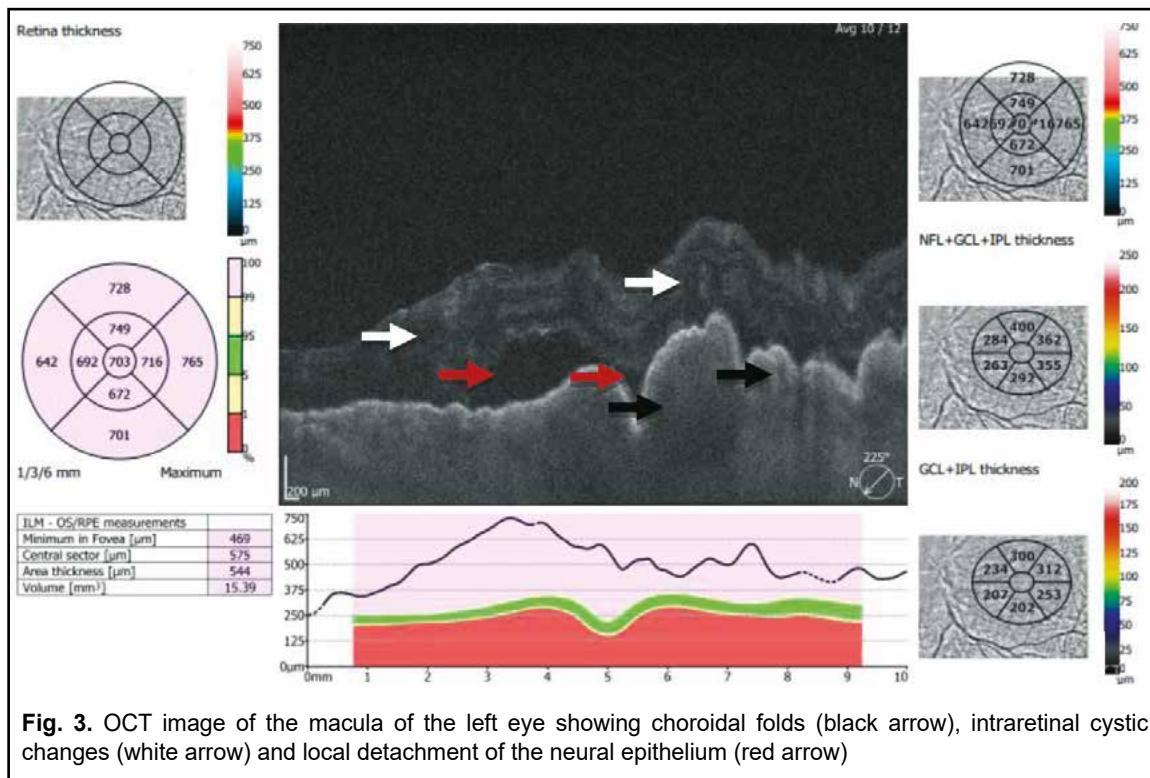 Retina thickness
750
625
500
375
250
125
0
µm
100
99
95
5
1
0
%
728
749
642 692 703 716 765
672
701
1/3/6 mm Maximum
ILM - OS/RPE measurements
Minimum in Fovea [µm] 469
Central sector [µm] 575
Area thickness [µm] 544
Volume [mm³] 15.39
Avg 10 / 12
200 µm
225°
N T
750
625
500
375
250
125
0µm
0mm 1 2 3 4 5 6 7 8 9 10
750
625
500
375
250
125
0
µm
728
749
642 765
672
701
NFL+GCL+IPL thickness
250
200
150
100
50
0
µm
400
284 362
263 355
292
GCL+IPL thickness
200
175
150
125
100
75
50
25
0
µm
300
234 312
207 253
202
Fig. 3. OCT image of the macula of the left eye showing choroidal folds (black arrow), intraretinal cystic
changes (white arrow) and local detachment of the neural epithelium (red arrow)